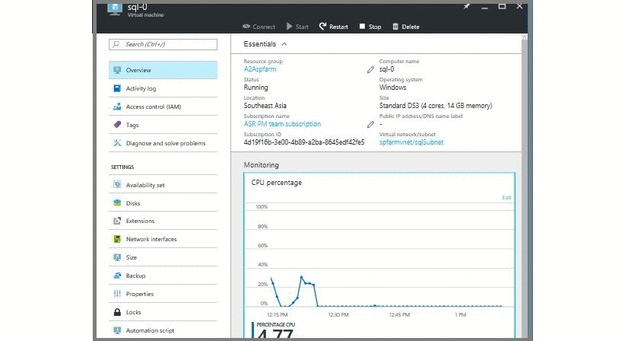 sql-0
Virtual machine
Connect Start Restart Stop Delete
Search (Ctrl+/)
Overview
Activity log
Access control (IAM)
Tags
Diagnose and solve problems
SETTINGS
Availability set
Disks
Extensions
Network interfaces
Size
Backup
Properties
Locks
Automation script
Essentials
Resource group
A2Aspfarm
Status
Running
Location
Southeast Asia
Subscription name
ASR PM team subscription
Subscription ID
4d19f16b-3e00-4b89-a2ba-8645edf42fe5
Computer name
sql-0
Operating system
Windows
Size
Standard DS3 (4 cores, 14 GB memory)
Public IP address/DNS name label
-
Virtual network/subnet
spfarmvnet/sqlSubnet
Monitoring
CPU percentage
Edit
100%
80%
60%
40%
20%
0%
12:15 PM 12:30 PM 12:45 PM 1 PM
PERCENTAGE CPU
4.77